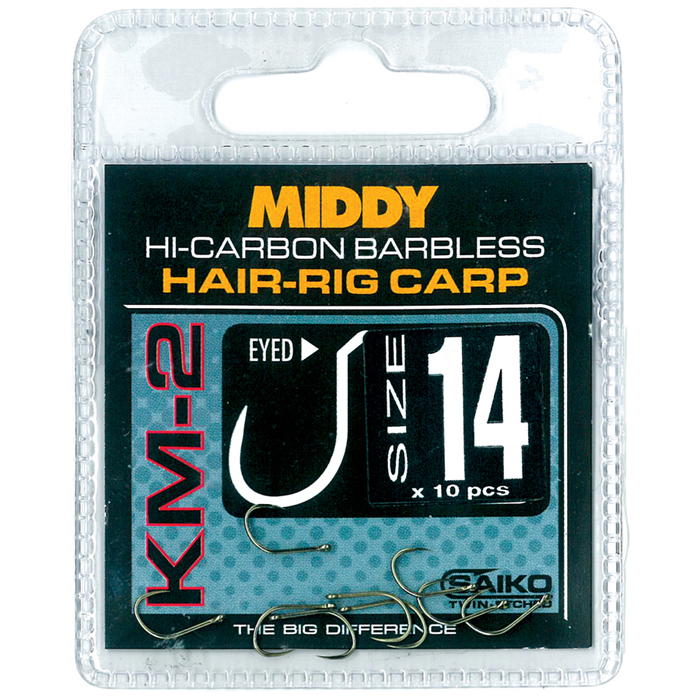 MIDDY
HI-CARBON BARBLESS
HAIR-RIG CARP
KM-2
EYED
SIZE
14
x 10 pcs
SAIKO
THE BIG DIFFERENCE